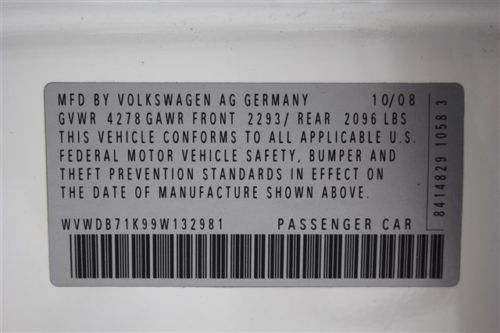 MFD BY VOLKSWAGEN AG GERMANY 10/08
GVWR 4278 GAWR FRONT 2293/ REAR 2096 LBS
THIS VEHICLE CONFORMS TO ALL APPLICABLE U.S.
FEDERAL MOTOR VEHICLE SAFETY, BUMPER AND
THEFT PREVENTION STANDARDS IN EFFECT ON
THE DATE OF MANUFACTURE SHOWN ABOVE.
WVWDB71K99W132981 PASSENGER CAR
8414829 1058 3